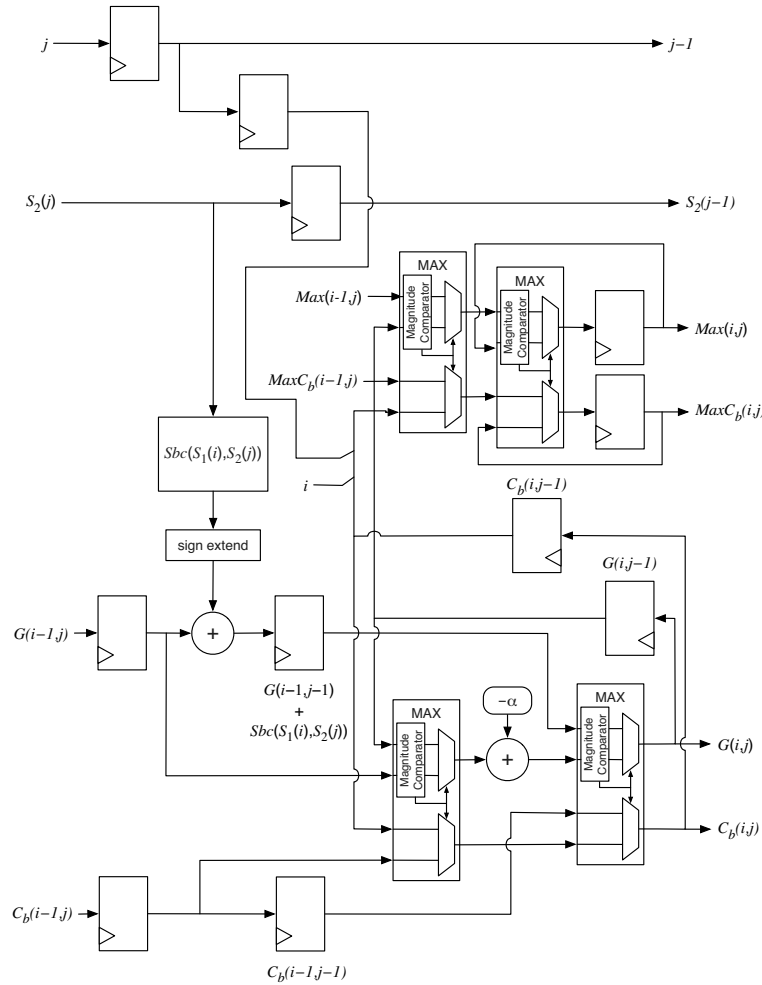 j
j−1
S2(j)
S2(j−1)
MAX
MAX
Max(i-1,j)
Magnitude
Comparator
Magnitude
Comparator
Max(i,j)
MaxCb(i−1,j)
MaxCb(i,j
Sbc(S1(i),S2(j))
i
Cb(i,j−1)
sign extend
G(i,j−1)
G(i−1,j)
+
G(i−1,j−1)
+
Sbc(S1(i),S2(j))
MAX
−α
MAX
Magnitude
Comparator
+
Magnitude
Comparator
G(i,j)
Cb(i,j)
Cb(i−1,j)
Cb(i−1,j−1)